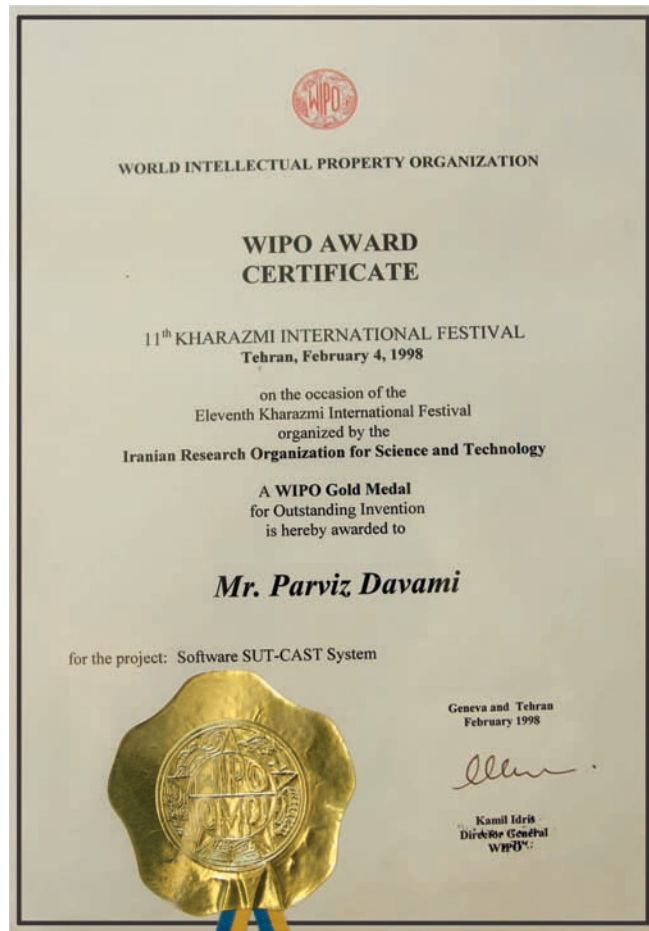 WIPO
WORLD INTELLECTUAL PROPERTY ORGANIZATION
WIPO AWARD
CERTIFICATE
11th KHARAZMI INTERNATIONAL FESTIVAL
Tehran, February 4, 1998
on the occasion of the
Eleventh Kharazmi International Festival
organized by the
Iranian Research Organization for Science and Technology
A WIPO Gold Medal
for Outstanding Invention
is hereby awarded to
Mr. Parviz Davami
for the project: Software SUT-CAST System
Geneva and Tehran
February 1998
Kamil Idris
Director General
WIPO
WIPO
OMPI